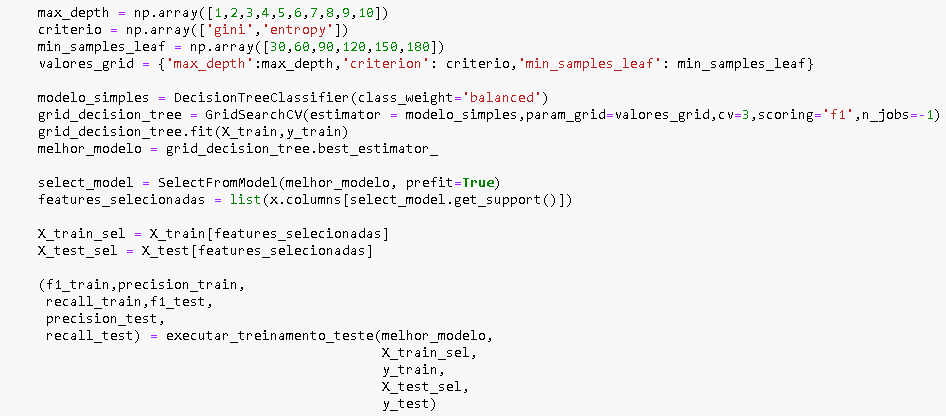 max_depth = np.array([1,2,3,4,5,6,7,8,9,10])
criterio = np.array(['gini','entropy'])
min_samples_leaf = np.array([30,60,90,120,150,180])
valores_grid = {'max_depth':max_depth,'criterion': criterio,'min_samples_leaf': min_samples_leaf}

modelo_simples = DecisionTreeClassifier(class_weight='balanced')
grid_decision_tree = GridSearchCV(estimator = modelo_simples,param_grid=valores_grid,cv=3,scoring='f1',n_jobs=-1)
grid_decision_tree.fit(X_train,y_train)
melhor_modelo = grid_decision_tree.best_estimator_

select_model = SelectFromModel(melhor_modelo, prefit=True)
features_selecionadas = list(x.columns[select_model.get_support()])

X_train_sel = X_train[features_selecionadas]
X_test_sel = X_test[features_selecionadas]

(f1_train,precision_train,
 recall_train,f1_test,
 precision_test,
 recall_test) = executar_treinamento_teste(melhor_modelo,
                                           X_train_sel,
                                           y_train,
                                           X_test_sel,
                                           y_test)